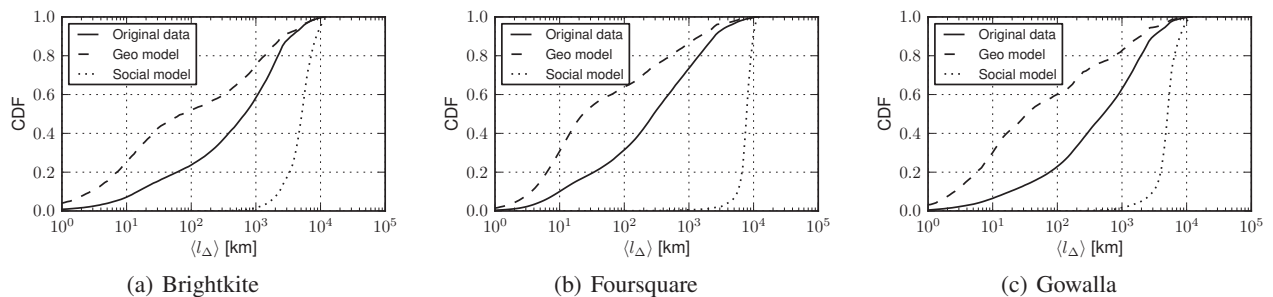 1.0
0.8
0.6
0.4
0.2
0.0
CDF
Original data
Geo model
Social model
10^0 10^1 10^2 10^3 10^4 10^5
⟨l_Δ⟩ [km]
(a) Brightkite
1.0
0.8
0.6
0.4
0.2
0.0
CDF
Original data
Geo model
Social model
10^0 10^1 10^2 10^3 10^4 10^5
⟨l_Δ⟩ [km]
(b) Foursquare
1.0
0.8
0.6
0.4
0.2
0.0
CDF
Original data
Geo model
Social model
10^0 10^1 10^2 10^3 10^4 10^5
⟨l_Δ⟩ [km]
(c) Gowalla